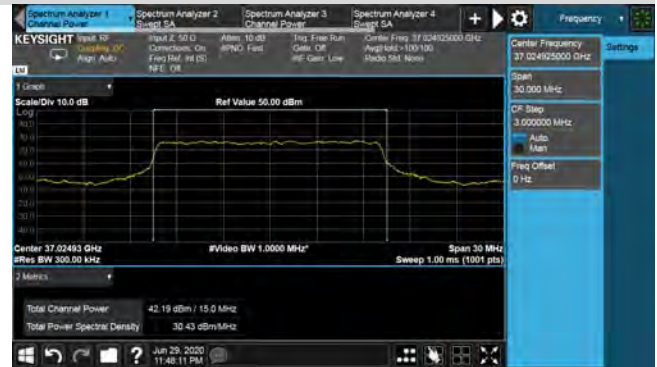 Spectrum Analyzer 1
Channel Power
Spectrum Analyzer 2
Swept SA
Spectrum Analyzer 3
Channel Power
Spectrum Analyzer 4
Swept SA
+
Frequency
KEYSIGHT
Input: RF
Coupling: DC
Align: Auto
Input Z: 50 Ω
Corrections: On
Freq Ref: Int (S)
NFE: Off
Atten: 10 dB
#PNO: Fast
Trig: Free Run
Gate: Off
#IF Gain: Low
Center Freq: 37.024925000 GHz
Avg|Hold:>100/100
Radio Std: None
LM
Center Frequency
37.024925000 GHz
Settings
Span
30.000 MHz
CF Step
3.000000 MHz
Auto
Man
Freq Offset
0 Hz
1 Graph
Scale/Div 10.0 dB
Ref Value 50.00 dBm
Log
Center 37.02493 GHz
#Res BW 300.00 kHz
#Video BW 1.0000 MHz*
Span 30 MHz
Sweep 1.00 ms (1001 pts)
2 Metrics
Total Channel Power
42.19 dBm / 15.0 MHz
Total Power Spectral Density
30.43 dBm/MHz
?
Jun 29, 2020
11:48:11 PM